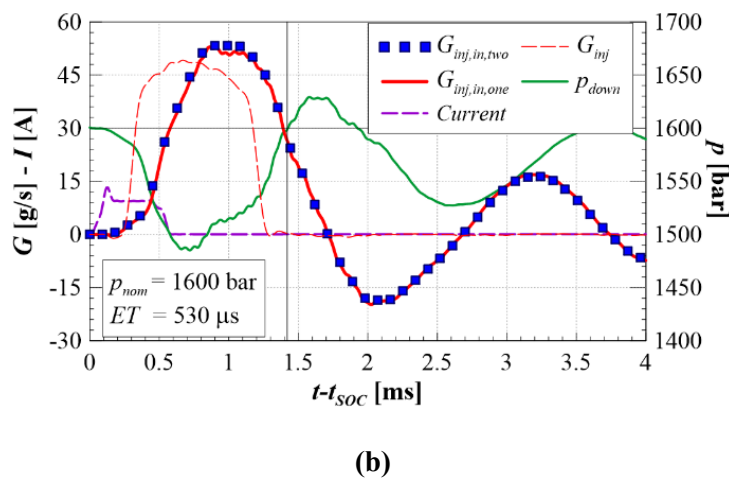 60
45
30
15
0
-15
-30
G [g/s] - I [A]
G_inj,in,two
G_inj
G_inj,in,one
p_down
Current
p_nom = 1600 bar
ET = 530 μs
1700
1650
1600
1550
1500
1450
1400
p [bar]
0 0.5 1 1.5 2 2.5 3 3.5 4
t-t_SOC [ms]
(b)